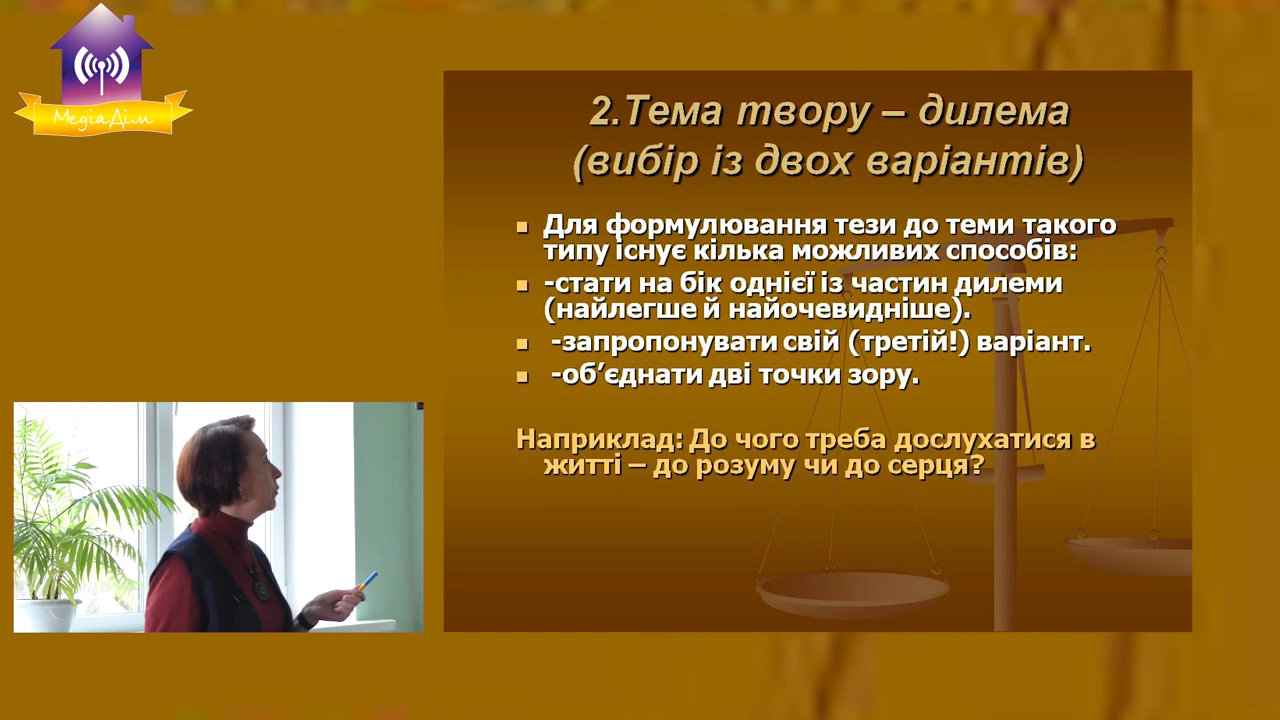 МедіаДім
2.Тема твору – дилема
(вибір із двох варіантів)
Для формулювання тези до теми такого
типу існує кілька можливих способів:
-стати на бік однієї із частин дилеми
(найлегше й найочевидніше).
-запропонувати свій (третій!) варіант.
-об’єднати дві точки зору.
Наприклад: До чого треба дослухатися в
житті – до розуму чи до серця?